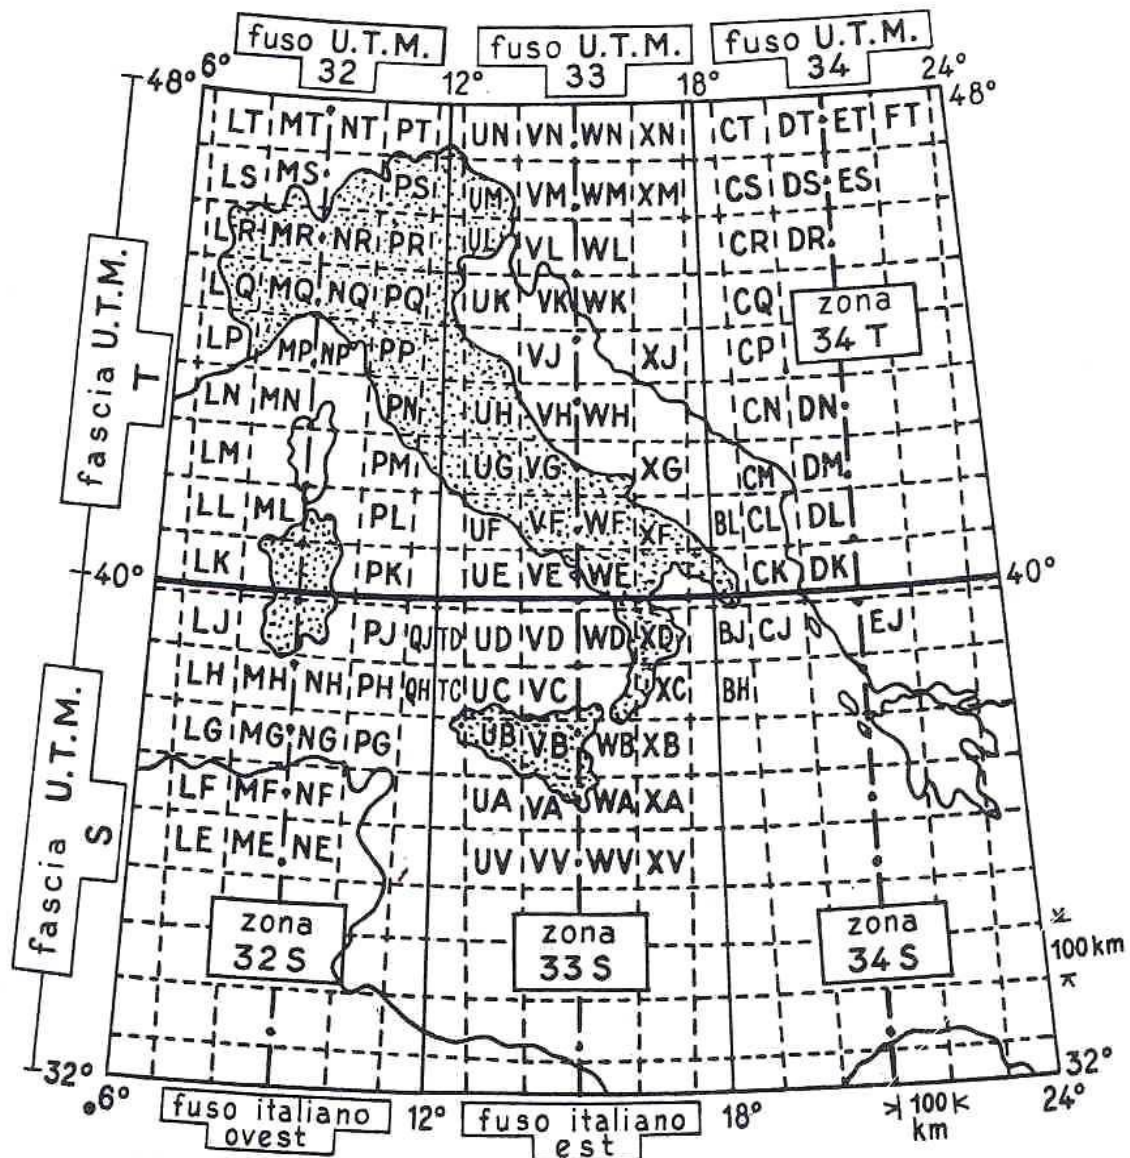 fuso U.T.M.
32
fuso U.T.M.
33
fuso U.T.M.
34
48°
6°
12°
18°
24°
48°
LT MT NT PT UN VN WN XN CT DT ET FT
LS MS PS UM VM WM XM CS DS ES
LR MR NR PR UL VL WL CR DR
LQ MQ NQ PQ UK VK WK CQ
zona
34 T
LP MP NP PP VJ XJ CP
LN MN PN UH VH WH CN DN
LM PM UG VG XG CM DM
LL ML PL UF VF WF XF BL CL DL
LK PK UE VE WE CK DK
fascia U.T.M.
T
40°
40°
LJ PJ QJ TD UD VD WD XD BJ CJ EJ
LH MH NH PH QH TC UC VC XC BH
LG MG NG PG UB VB WB XB
LF MF NF UA VA WA XA
LE ME NE UV VV WV XV
fascia U.T.M.
S
zona
32 S
zona
33 S
zona
34 S
100 km
32°
32°
6°
12°
18°
24°
fuso italiano
ovest
fuso italiano
est
100
km